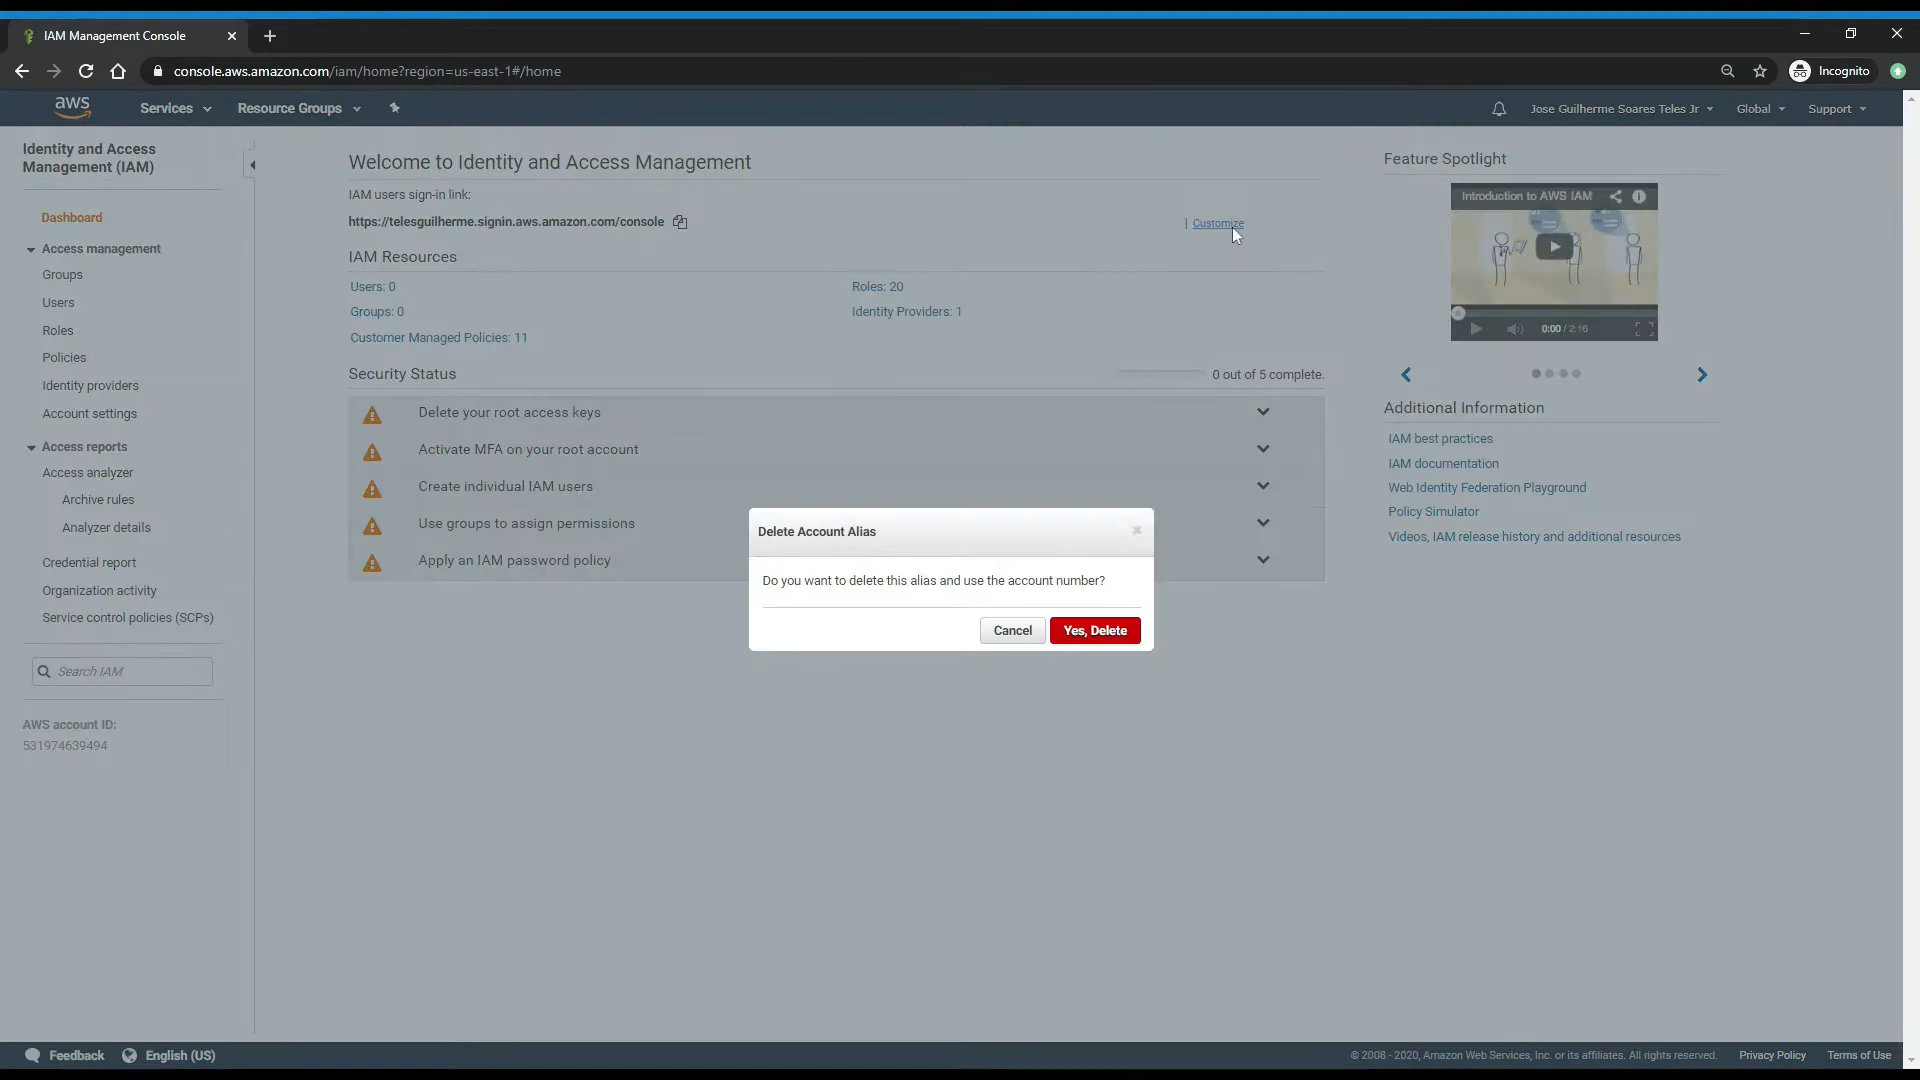 IAM Management Console
console.aws.amazon.com/iam/home?region=us-east-1#/home
Incognito
aws
Services
Resource Groups
Jose Guilherme Soares Teles Jr
Global
Support
Identity and Access
Management (IAM)
Dashboard
Access management
Groups
Users
Roles
Policies
Identity providers
Account settings
Access reports
Access analyzer
Archive rules
Analyzer details
Credential report
Organization activity
Service control policies (SCPs)
Search IAM
AWS account ID:
531974639494
Welcome to Identity and Access Management
IAM users sign-in link:
https://telesguilherme.signin.aws.amazon.com/console
| Customize
IAM Resources
Users: 0
Roles: 20
Groups: 0
Identity Providers: 1
Customer Managed Policies: 11
Security Status
0 out of 5 complete.
Delete your root access keys
Activate MFA on your root account
Create individual IAM users
Use groups to assign permissions
Apply an IAM password policy
Delete Account Alias
Do you want to delete this alias and use the account number?
Cancel
Yes, Delete
Feature Spotlight
Introduction to AWS IAM
0:00 / 2:16
Additional Information
IAM best practices
IAM documentation
Web Identity Federation Playground
Policy Simulator
Videos, IAM release history and additional resources
Feedback
English (US)
© 2008 - 2020, Amazon Web Services, Inc. or its affiliates. All rights reserved.
Privacy Policy
Terms of Use